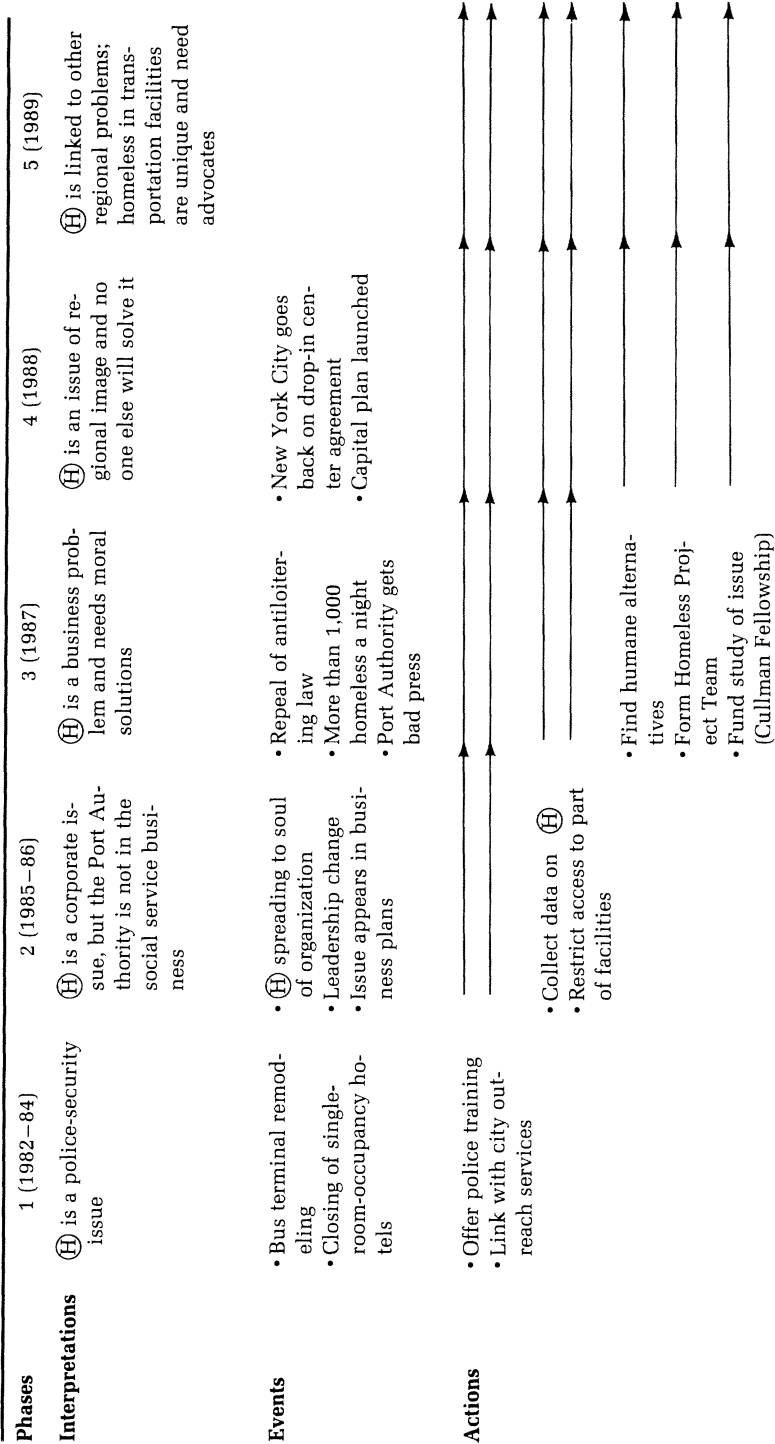 Phases
1 (1982–84)
2 (1985–86)
3 (1987)
4 (1988)
5 (1989)
Interpretations
Ⓗ is a police-security
issue
Ⓗ is a corporate is-
sue, but the Port Au-
thority is not in the
social service busi-
ness
Ⓗ is a business prob-
lem and needs moral
solutions
Ⓗ is an issue of re-
gional image and no
one else will solve it
Ⓗ is linked to other
regional problems;
homeless in trans-
portation facilities
are unique and need
advocates
Events
• Bus terminal remod-
eling
• Closing of single-
room-occupancy ho-
tels
• Ⓗ spreading to soul
of organization
• Leadership change
• Issue appears in busi-
ness plans
• Repeal of antiloiter-
ing law
• More than 1,000
homeless a night
• Port Authority gets
bad press
• New York City goes
back on drop-in cen-
ter agreement
• Capital plan launched
Actions
• Offer police training
• Link with city out-
reach services
• Collect data on Ⓗ
• Restrict access to part
of facilities
• Find humane alterna-
tives
• Form Homeless Proj-
ect Team
• Fund study of issue
(Cullman Fellowship)